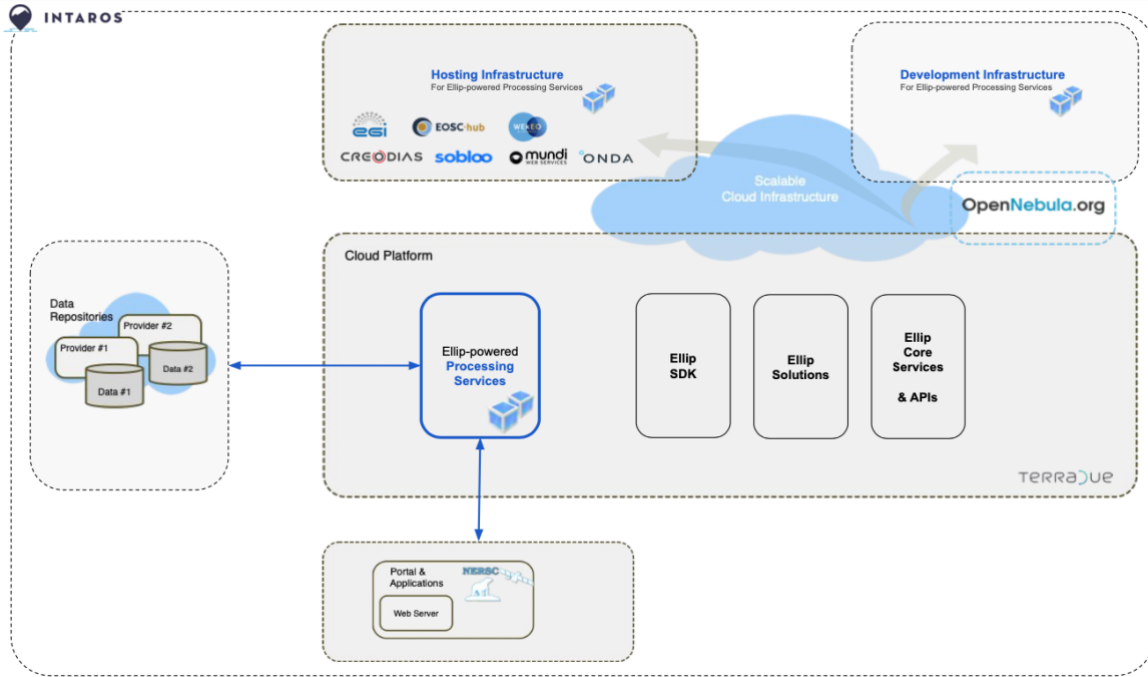 INTAROS
Hosting Infrastructure
For Ellip-powered Processing Services
egi
EOSC-hub
WEkEO
CREODIAS
sobloo
mundi
WEB SERVICES
ONDA
Development Infrastructure
For Ellip-powered Processing Services
Scalable
Cloud Infrastructure
OpenNebula.org
Cloud Platform
Data
Repositories
Provider #2
Provider #1
Data #2
Data #1
Ellip-powered
Processing
Services
Ellip
SDK
Ellip
Solutions
Ellip
Core
Services
& APIs
TERRADUE
Portal &
Applications
NERSC
Web Server